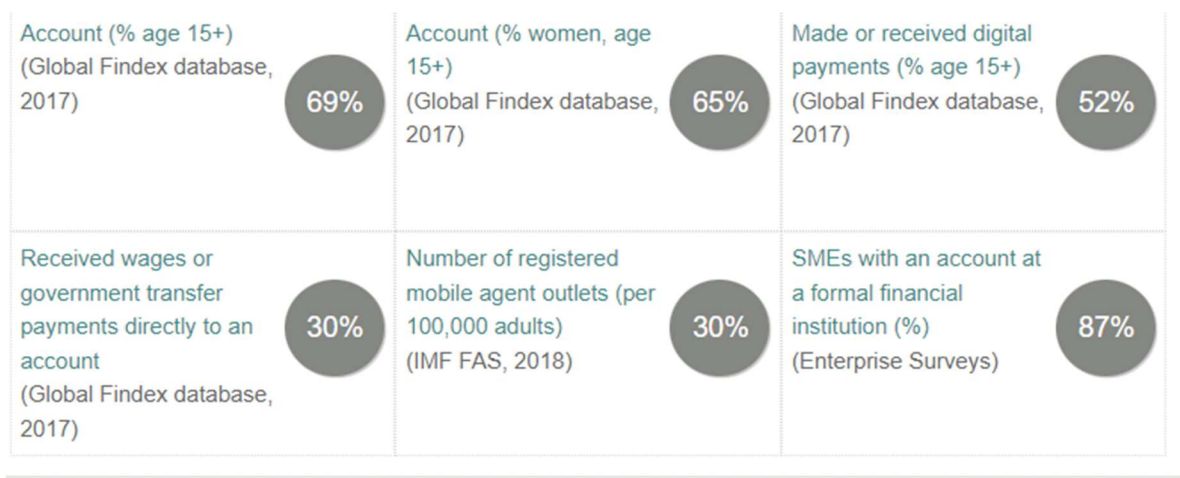 Account (% age 15+)
(Global Findex database,
2017)
69%
Account (% women, age
15+)
(Global Findex database,
2017)
65%
Made or received digital
payments (% age 15+)
(Global Findex database,
2017)
52%
Received wages or
government transfer
payments directly to an
account
(Global Findex database,
2017)
30%
Number of registered
mobile agent outlets (per
100,000 adults)
(IMF FAS, 2018)
30%
SMEs with an account at
a formal financial
institution (%)
(Enterprise Surveys)
87%